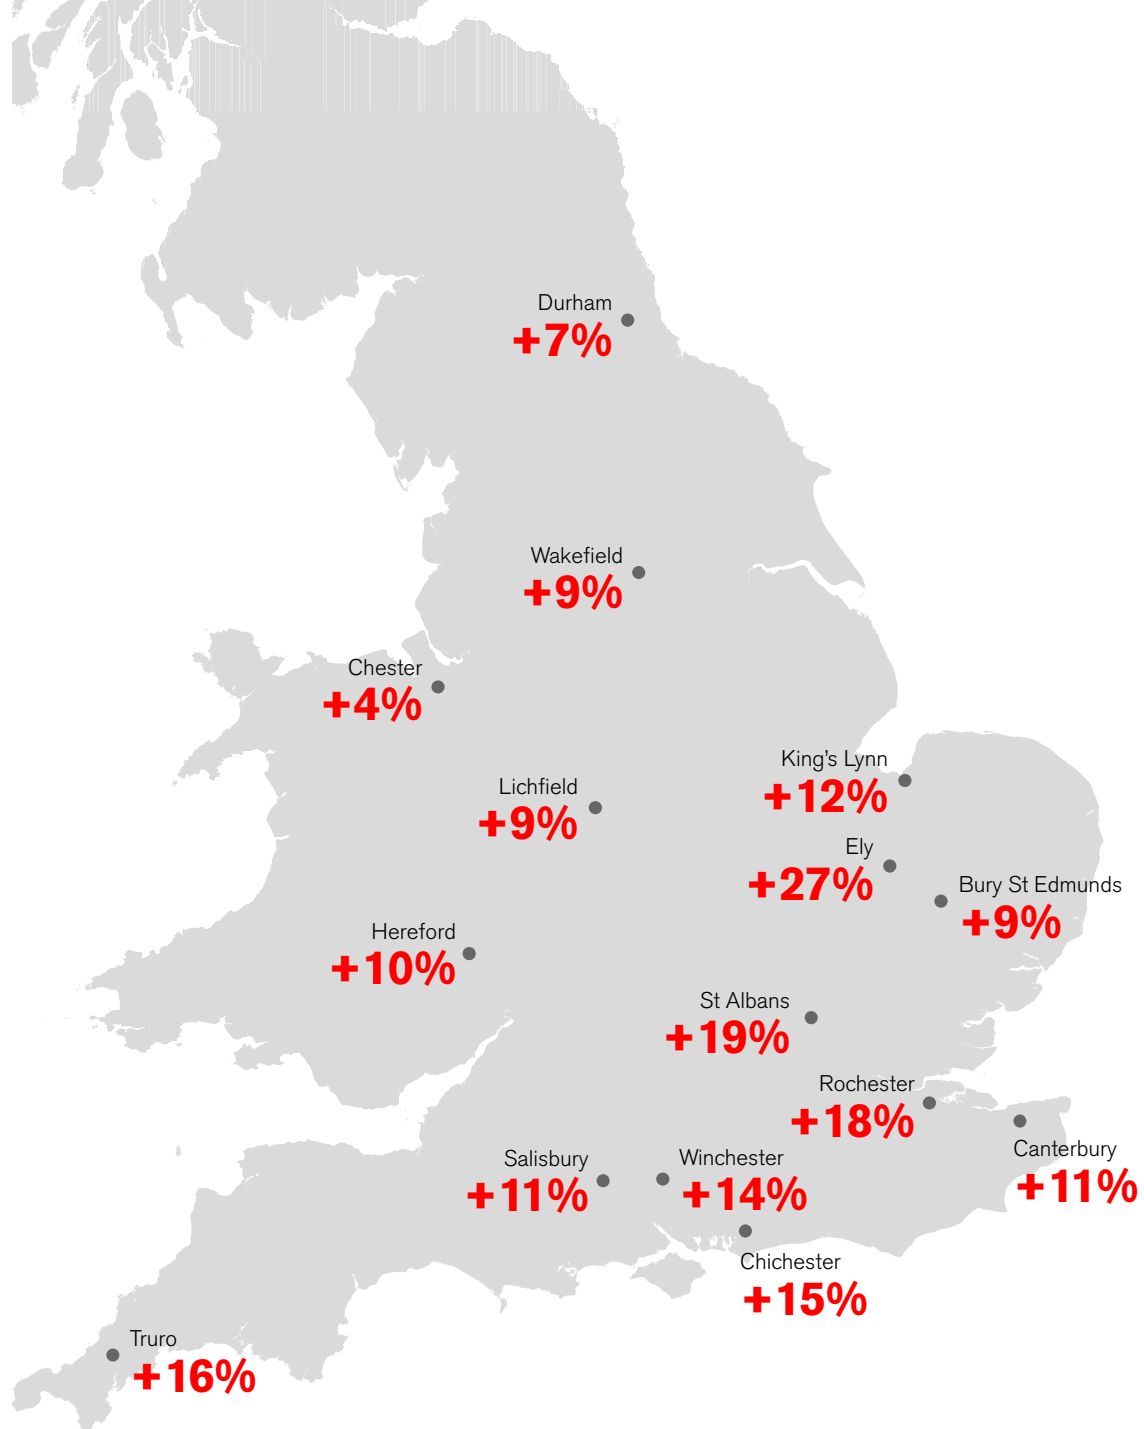 Durham
+7%
Wakefield
+9%
Chester
+4%
King’s Lynn
+12%
Lichfield
+9%
Ely
+27%
Bury St Edmunds
+9%
Hereford
+10%
St Albans
+19%
Rochester
+18%
Canterbury
+11%
Salisbury
+11%
Winchester
+14%
Chichester
+15%
Truro
+16%